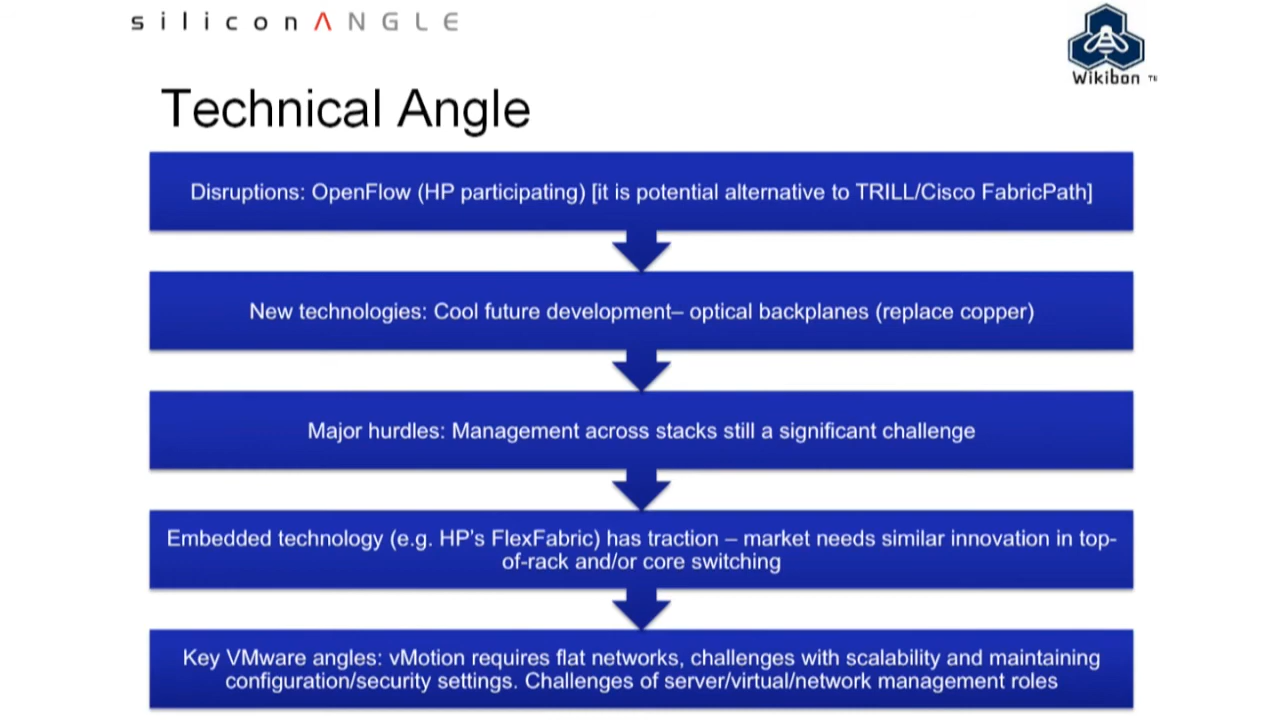 siliconANGLE
Wikibon TM
Technical Angle
Disruptions: OpenFlow (HP participating) [it is potential alternative to TRILL/Cisco FabricPath]
New technologies: Cool future development– optical backplanes (replace copper)
Major hurdles: Management across stacks still a significant challenge
Embedded technology (e.g. HP's FlexFabric) has traction – market needs similar innovation in top-
of-rack and/or core switching
Key VMware angles: vMotion requires flat networks, challenges with scalability and maintaining
configuration/security settings. Challenges of server/virtual/network management roles